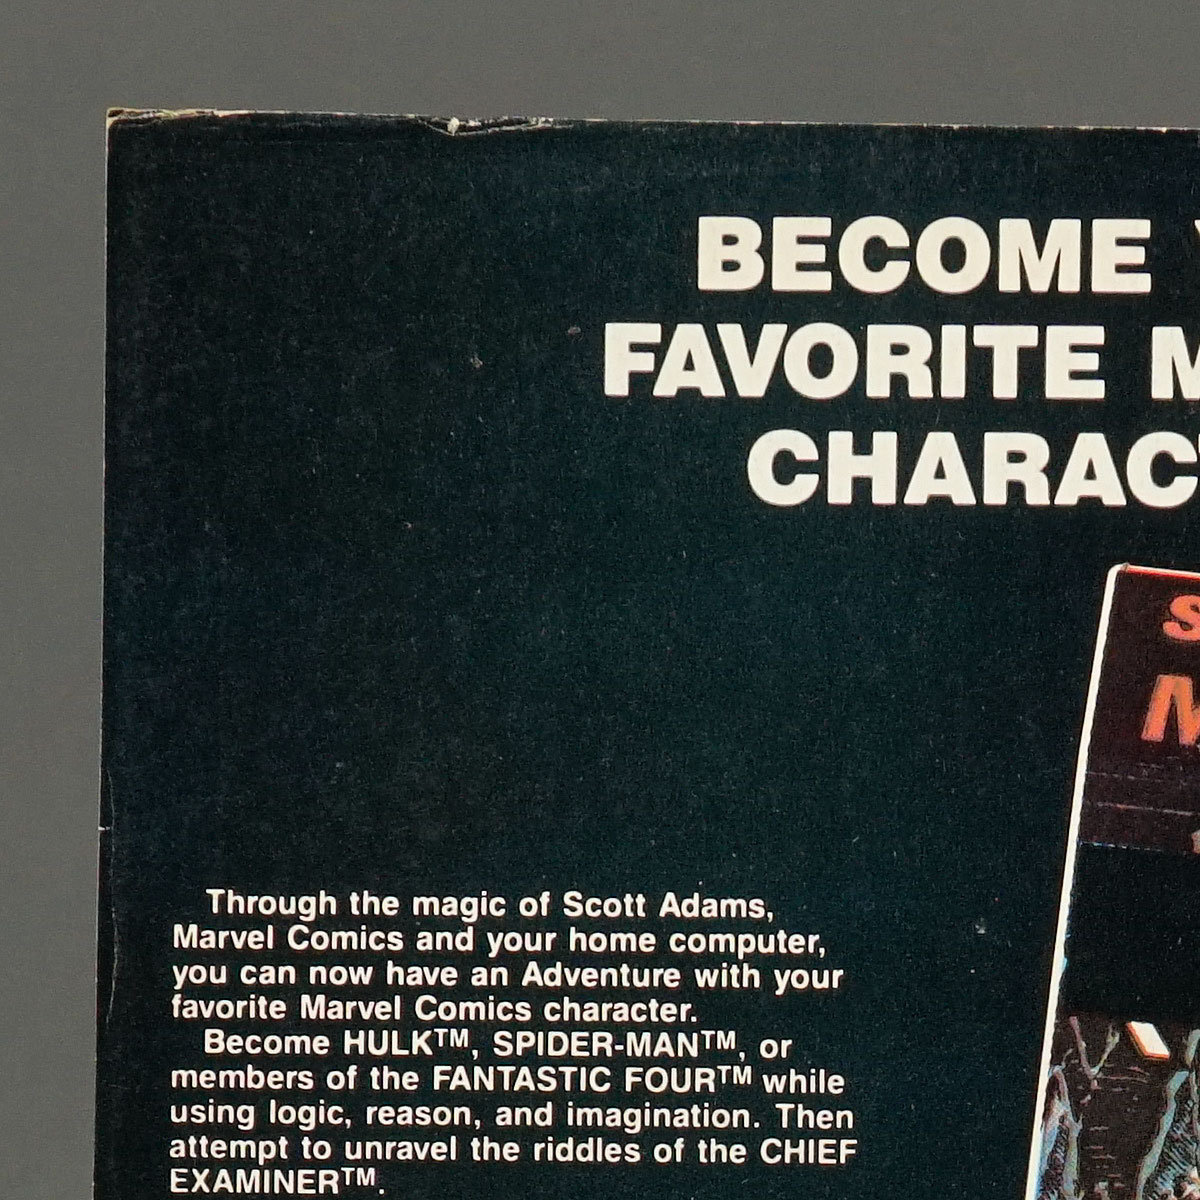 BECOME
FAVORITE M
CHARAC
S
M
Through the magic of Scott Adams,
Marvel Comics and your home computer,
you can now have an Adventure with your
favorite Marvel Comics character.
Become HULK™, SPIDER-MAN™, or
members of the FANTASTIC FOUR™ while
using logic, reason, and imagination. Then
attempt to unravel the riddles of the CHIEF
EXAMINER™.